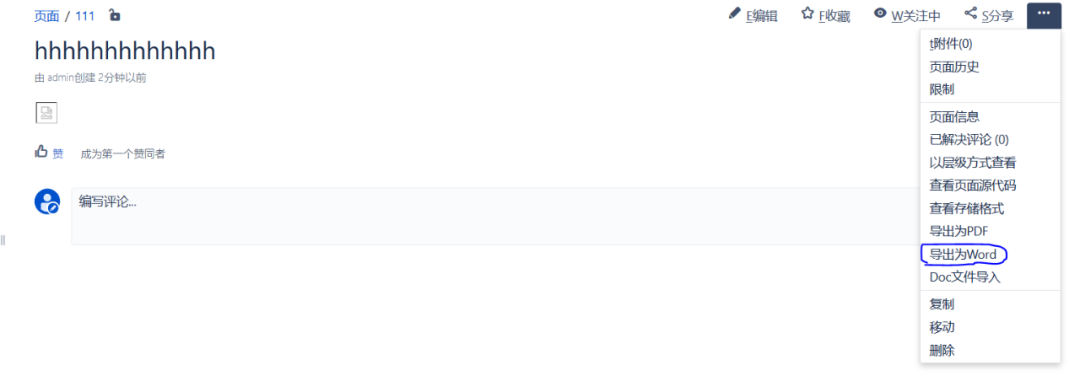 页面 / 111
E编辑 F收藏 W关注中 S分享
hhhhhhhhhhhhh
由 admin创建 2分钟以前
赞 成为第一个赞同者
编写评论...
t附件(0)
页面历史
限制
页面信息
已解决评论 (0)
以层级方式查看
查看页面源代码
查看存储格式
导出为PDF
导出为Word
Doc文件导入
复制
移动
删除